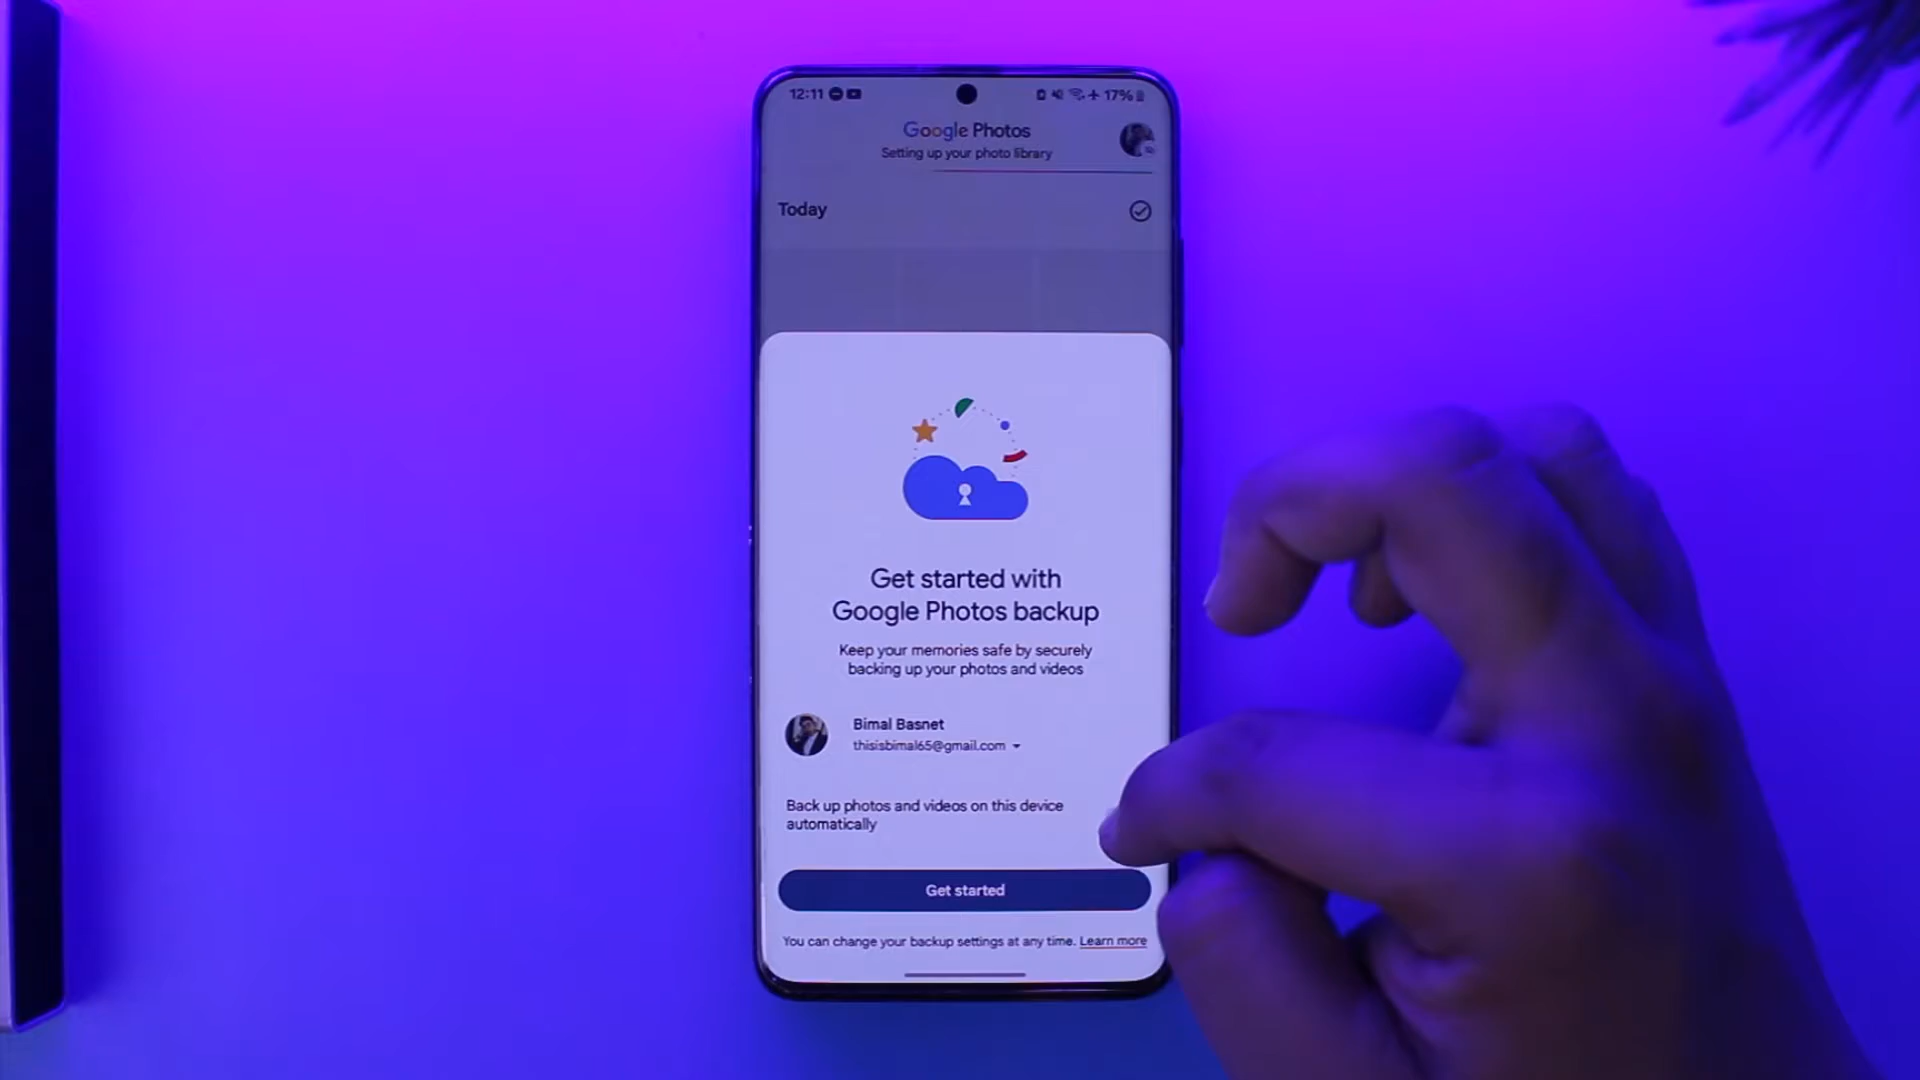 12:11 17%
Google Photos
Setting up your photo library
Today
Get started with
Google Photos backup
Keep your memories safe by securely
backing up your photos and videos
Bimal Basnet
thisisbimal65@gmail.com
Back up photos and videos on this device
automatically
Get started
You can change your backup settings at any time. Learn more